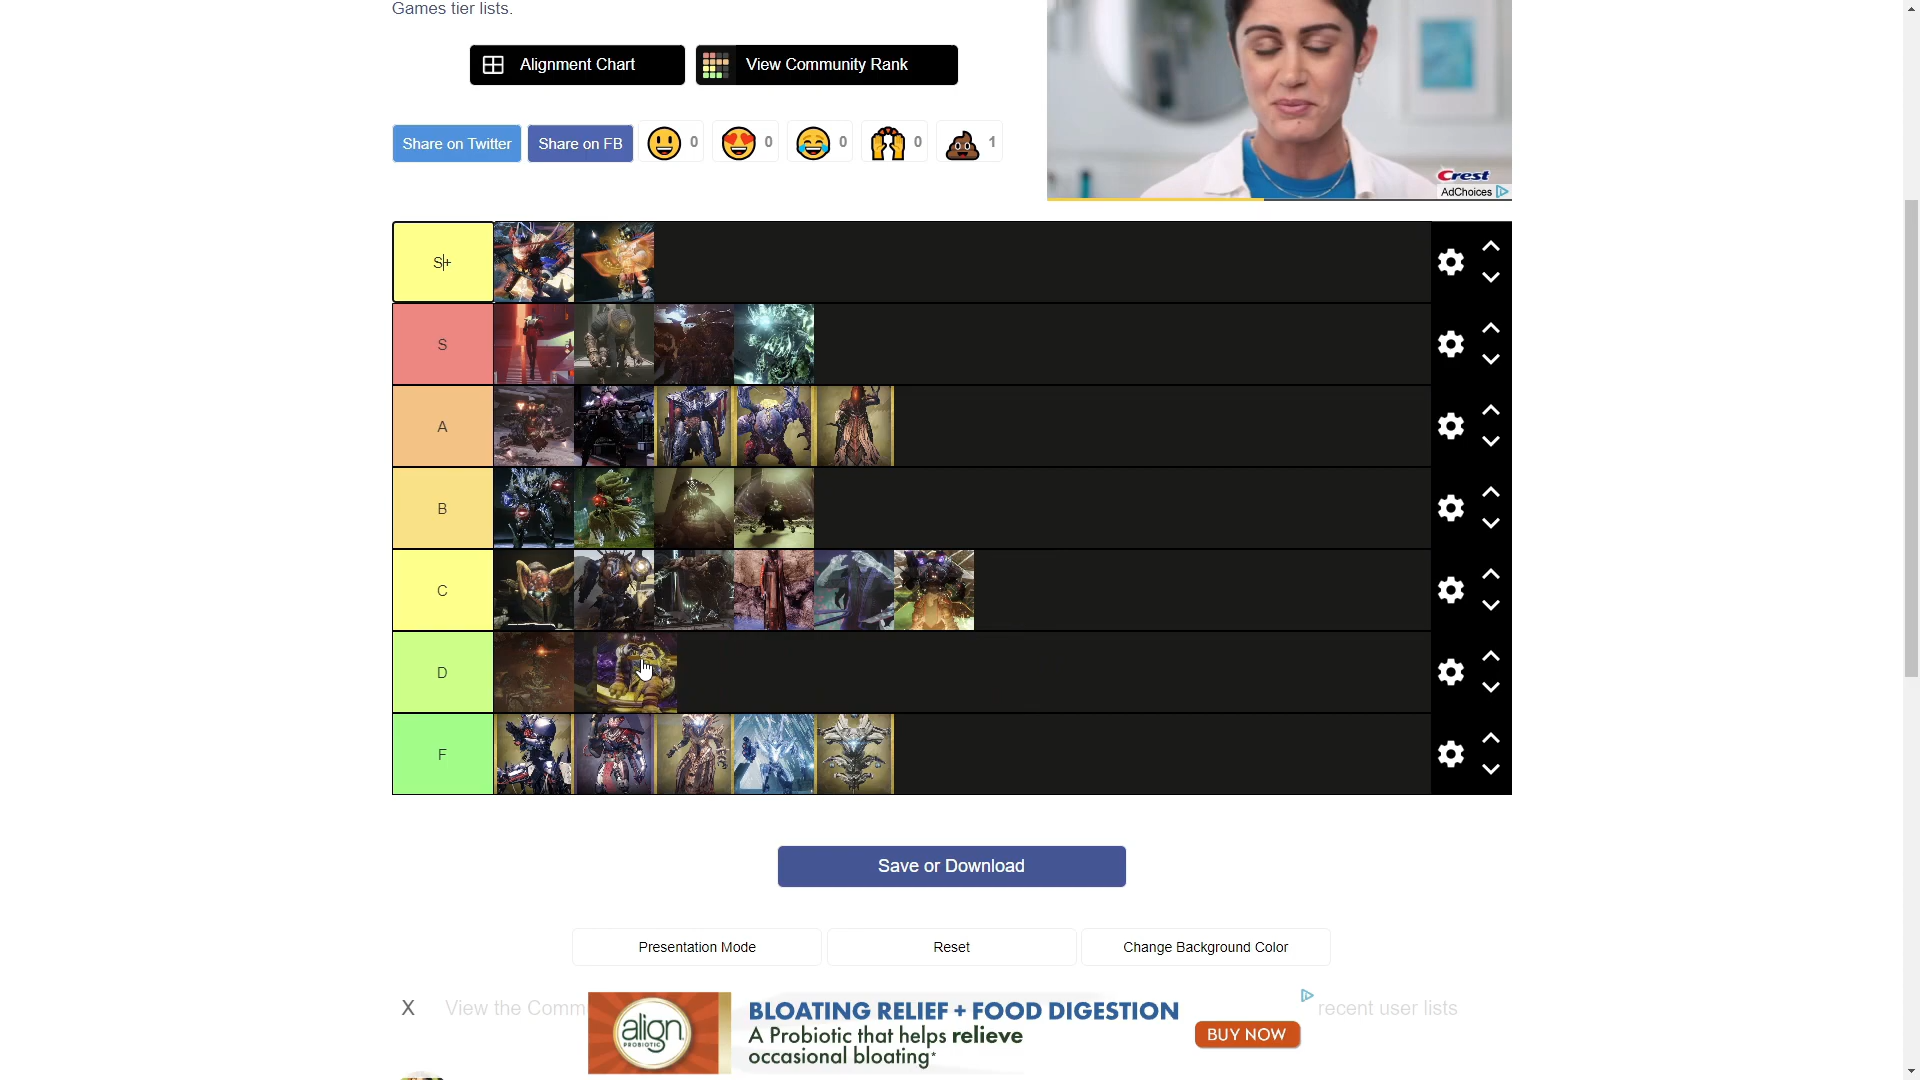 Games tier lists.
Alignment Chart
View Community Rank
Share on Twitter
Share on FB
0
0
0
0
1
Crest
AdChoices
S+
S
A
B
C
D
F
Save or Download
Presentation Mode
Reset
Change Background Color
X
View the Comm
recent user lists
align
PROBIOTIC
BLOATING RELIEF + FOOD DIGESTION
A Probiotic that helps relieve
occasional bloating*
BUY NOW